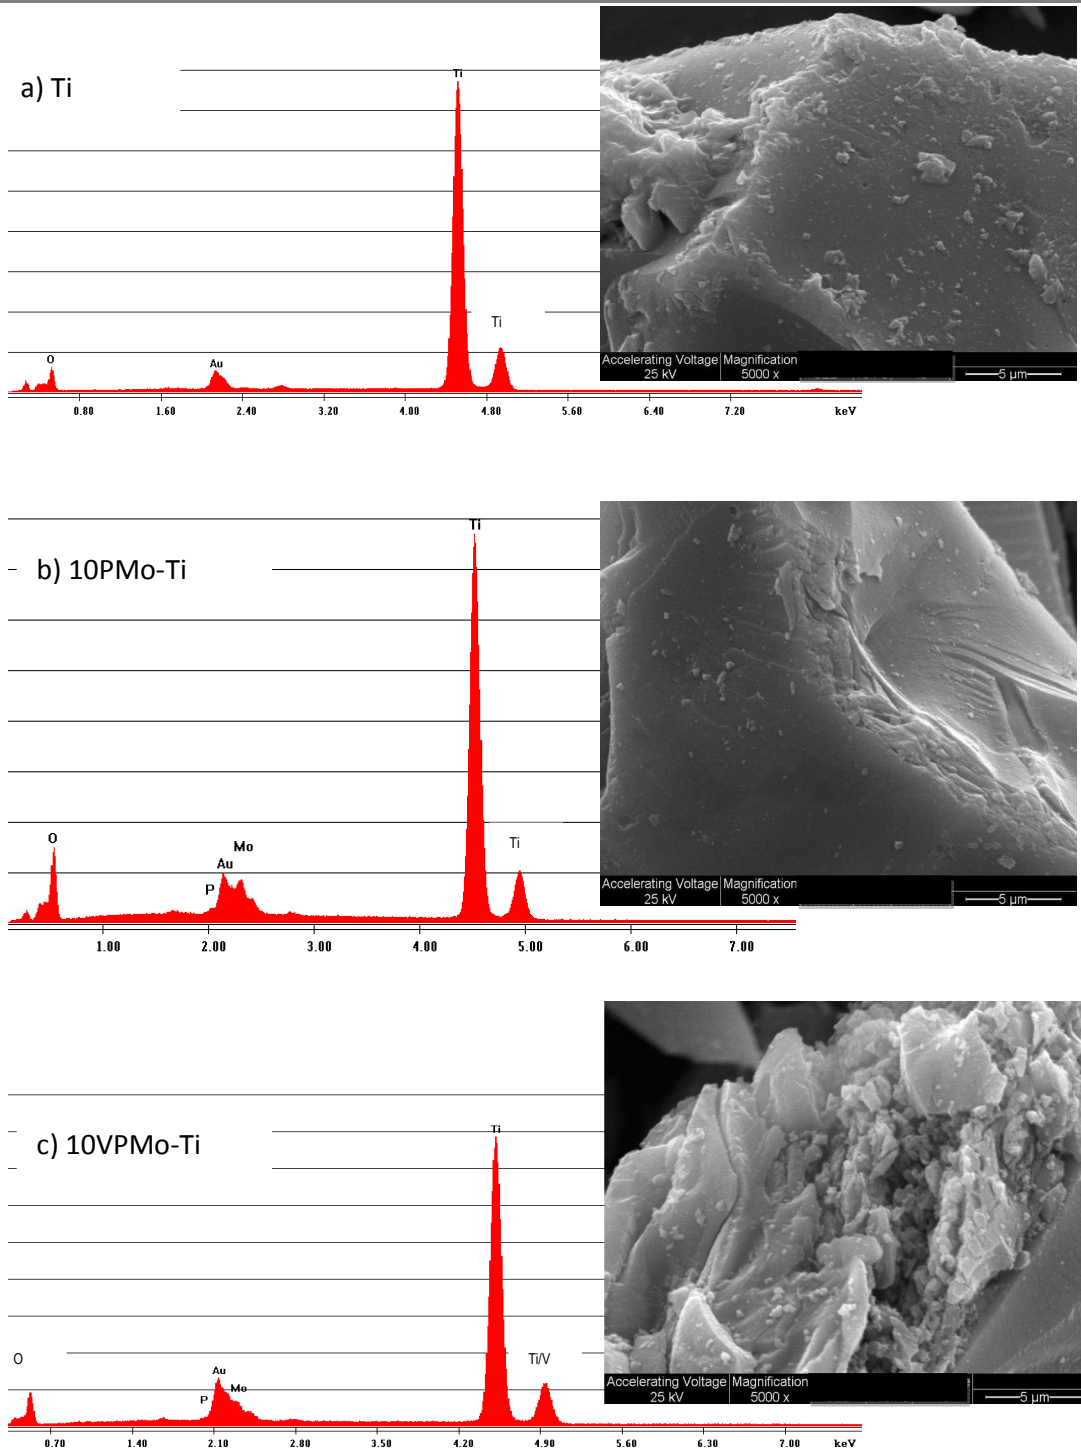 a) Ti
Ti
Ti
O
Au
0.80 1.60 2.40 3.20 4.00 4.80 5.60 6.40 7.20 keV
Accelerating Voltage Magnification
25 kV 5000 x 5 µm
b) 10PMo-Ti
Ti
O
Mo
Au
P
Ti
1.00 2.00 3.00 4.00 5.00 6.00 7.00
Accelerating Voltage Magnification
25 kV 5000 x 5 µm
c) 10VPMo-Ti
Ti
O
Au
Mo
P
Ti/V
0.70 1.40 2.10 2.80 3.50 4.20 4.90 5.60 6.30 7.00 keV
Accelerating Voltage Magnification
25 kV 5000 x 5 µm